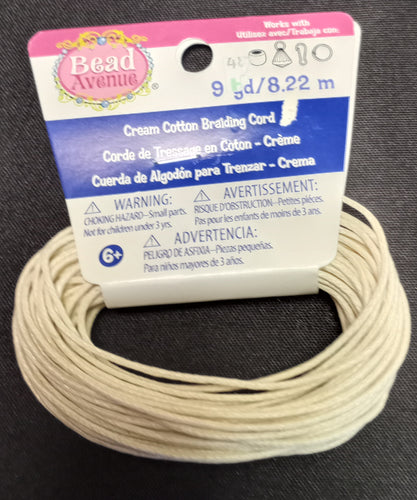 Works with
Utilisez avec/Trabaja con:
Bead
Avenue®
9 yd/8.22 m
Cream Cotton Braiding Cord
Corde de Tressage en Coton - Crème
Cuerda de Algodón para Trenzar - Crema
WARNING:
CHOKING HAZARD—Small parts.
Not for children under 3 yrs.
AVERTISSEMENT:
RISQUE D'OBSTRUCTION—Petites pièces.
Pas pour les enfants de moins de 3 ans.
6+
ADVERTENCIA:
PELIGRO DE ASFIXIA—Piezas pequeñas.
Para niños mayores de 3 años.